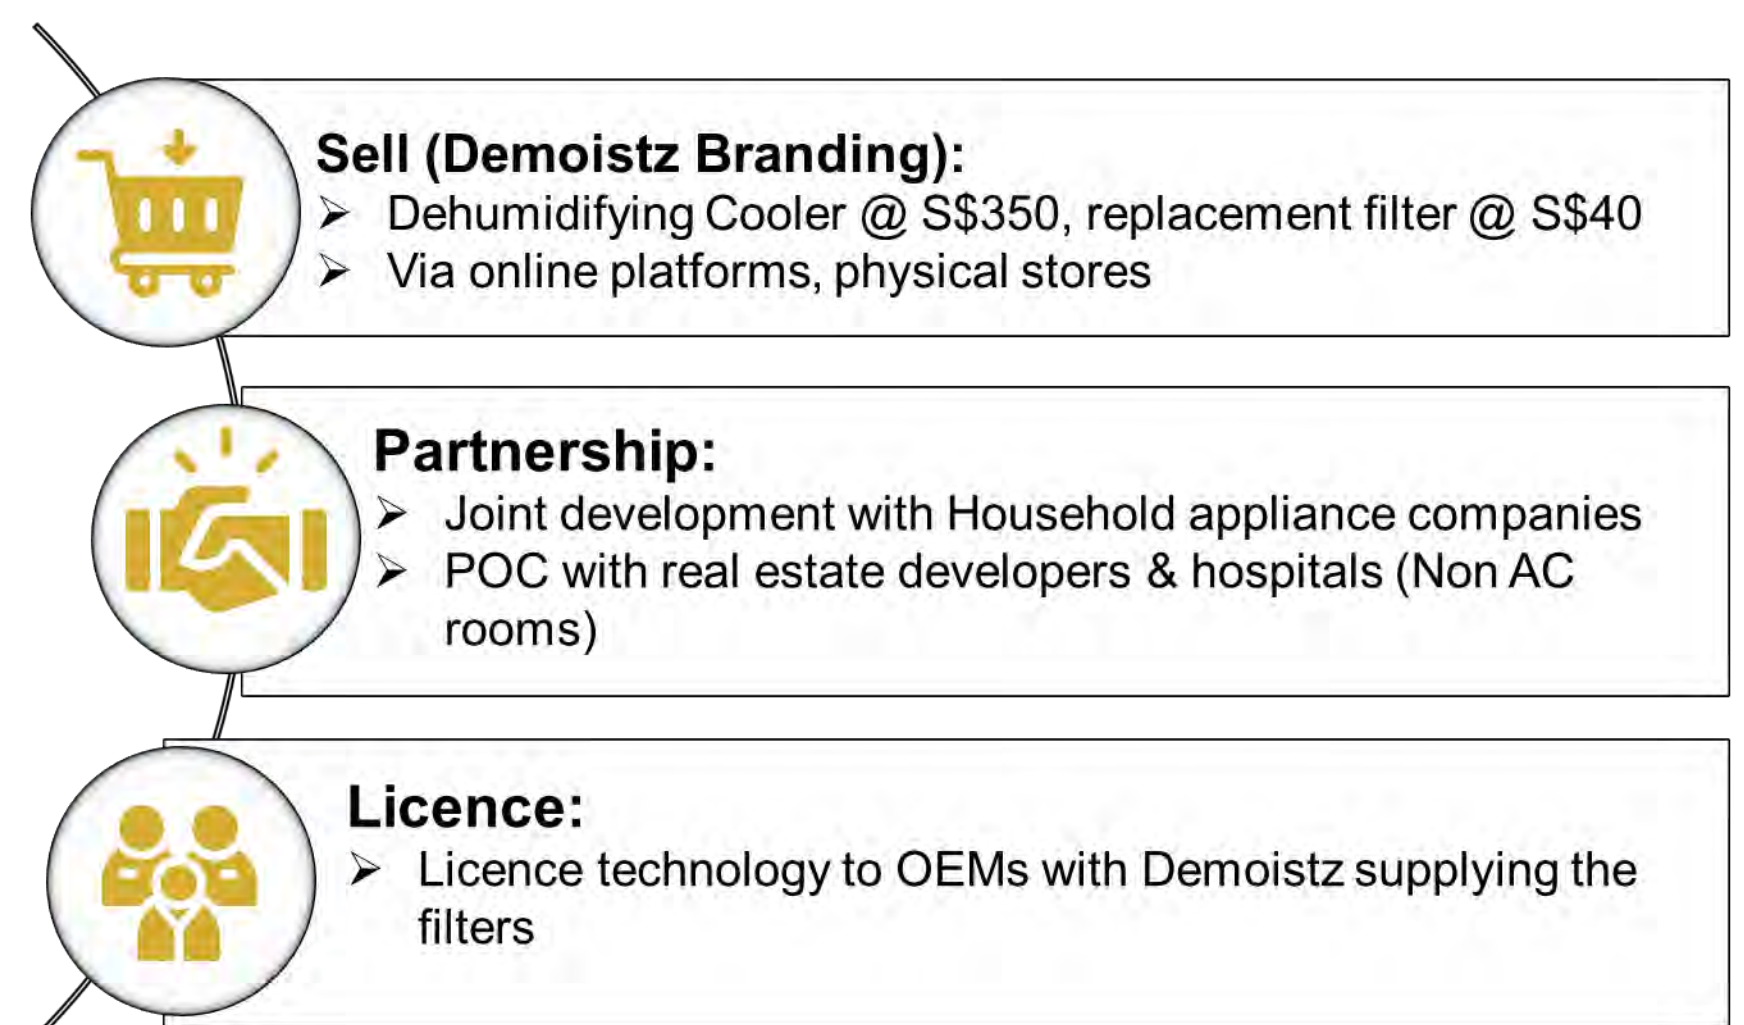 Sell (Demoistz Branding):
➢ Dehumidifying Cooler @ S$350, replacement filter @ S$40
➢ Via online platforms, physical stores
Partnership:
➢ Joint development with Household appliance companies
➢ POC with real estate developers & hospitals (Non AC
rooms)
Licence:
➢ Licence technology to OEMs with Demoistz supplying the
filters